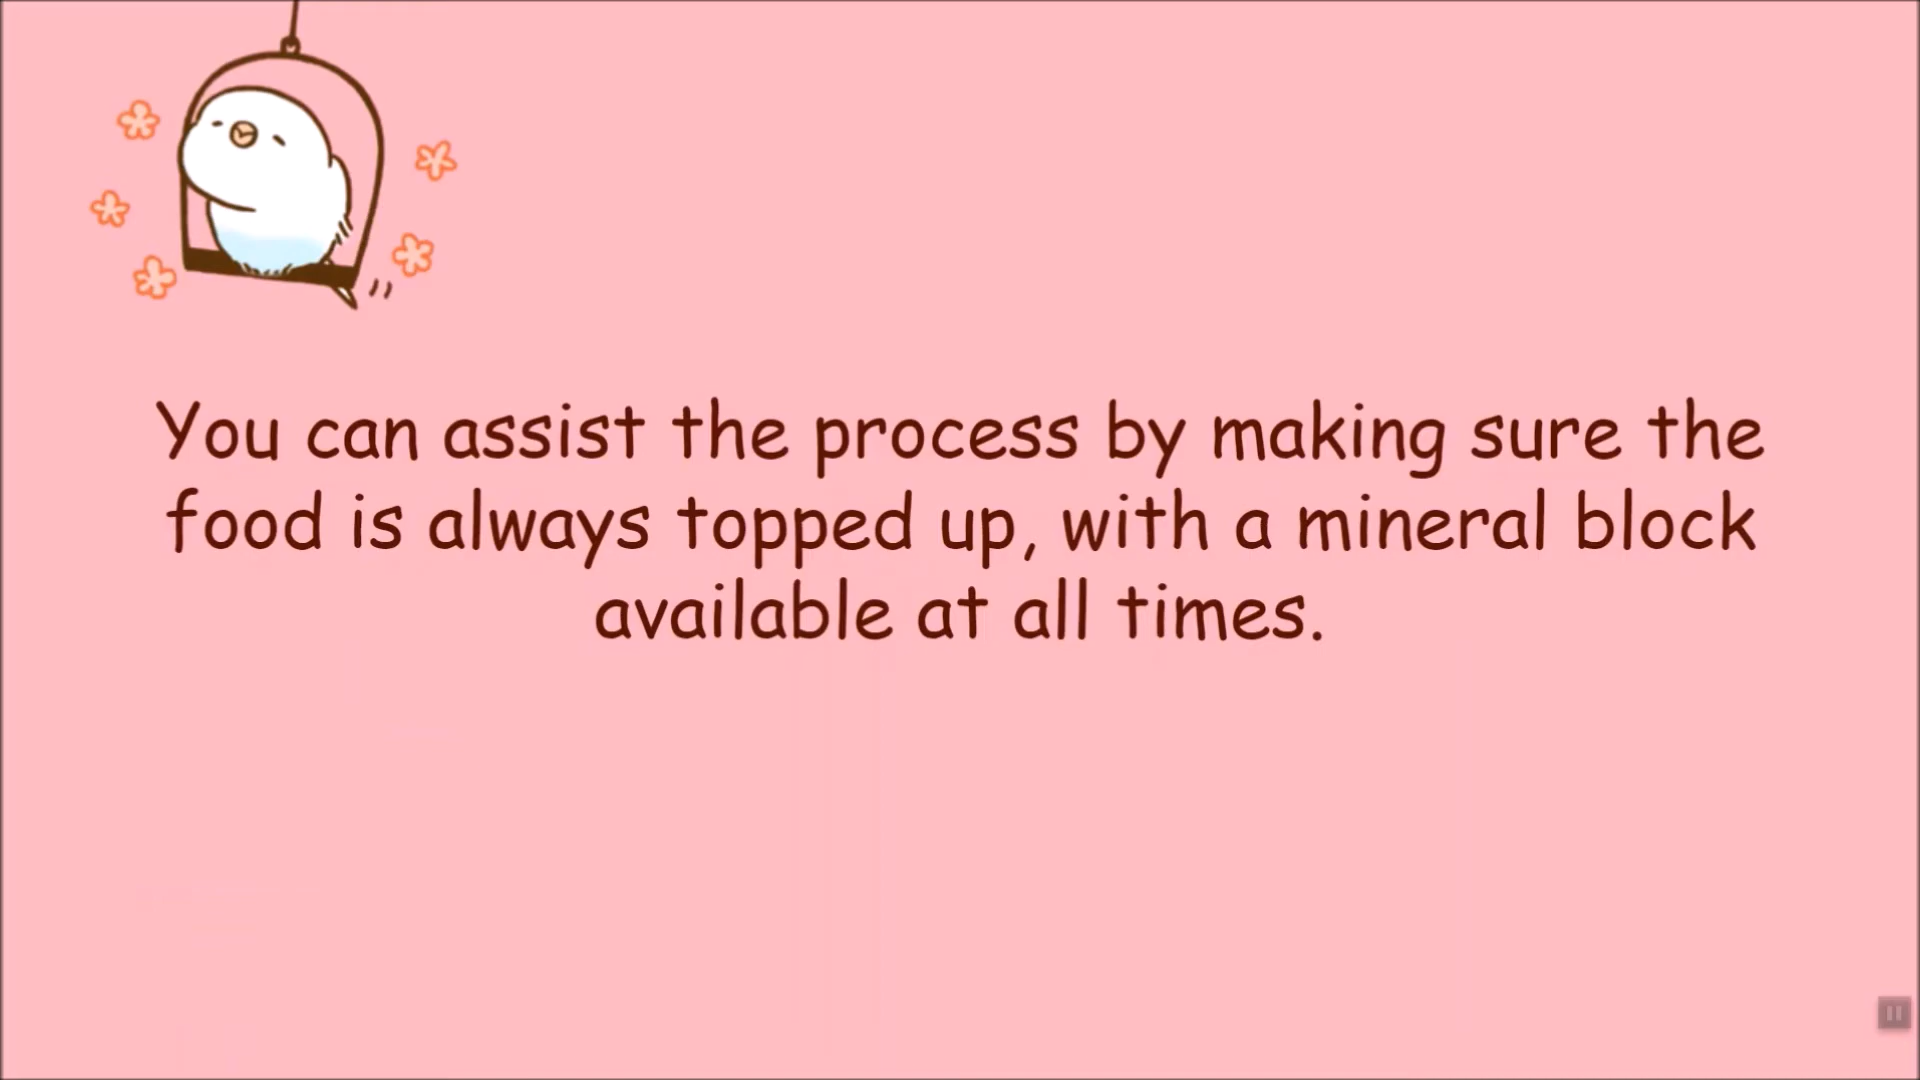 You can assist the process by making sure the
food is always topped up, with a mineral block
available at all times.